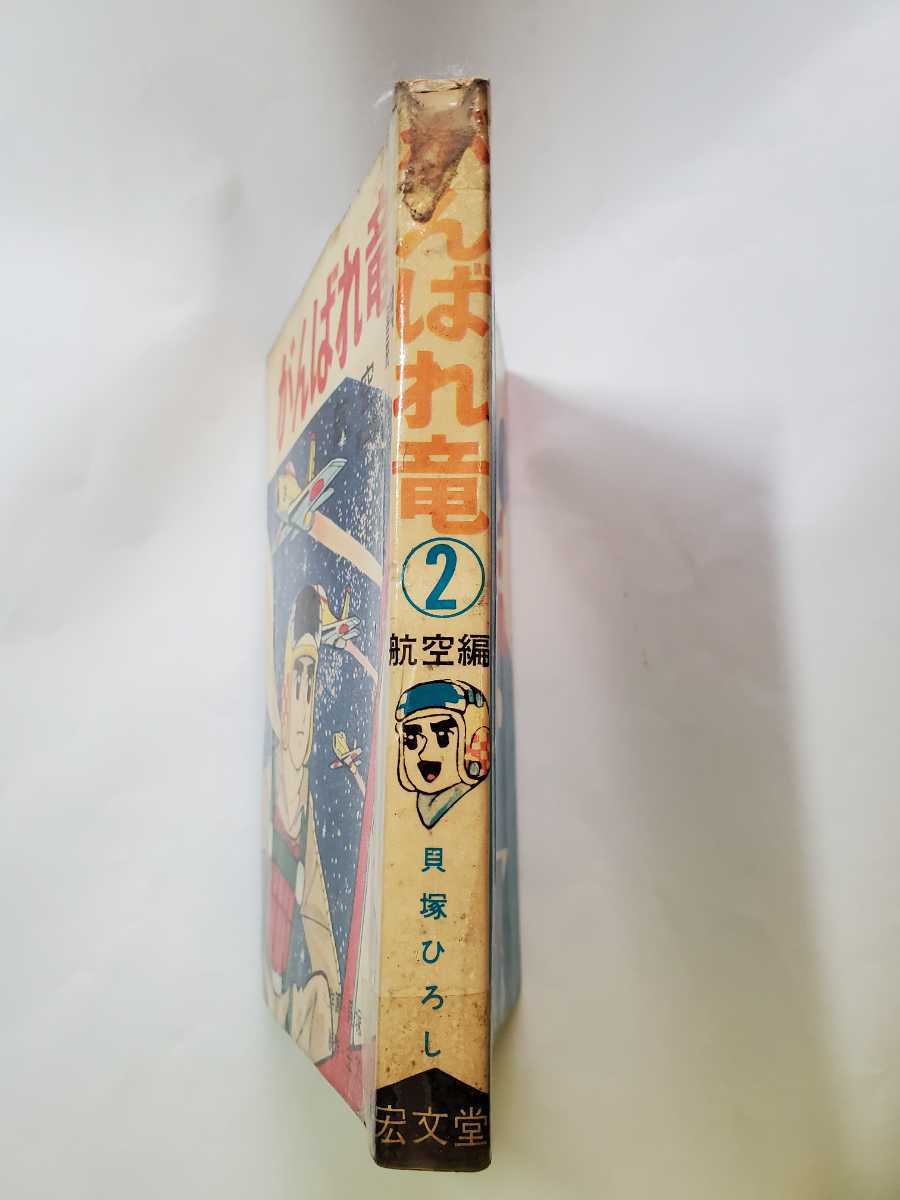 がんばれ竜
②
航空編
貝塚ひろし
宏文堂
がんばれ竜